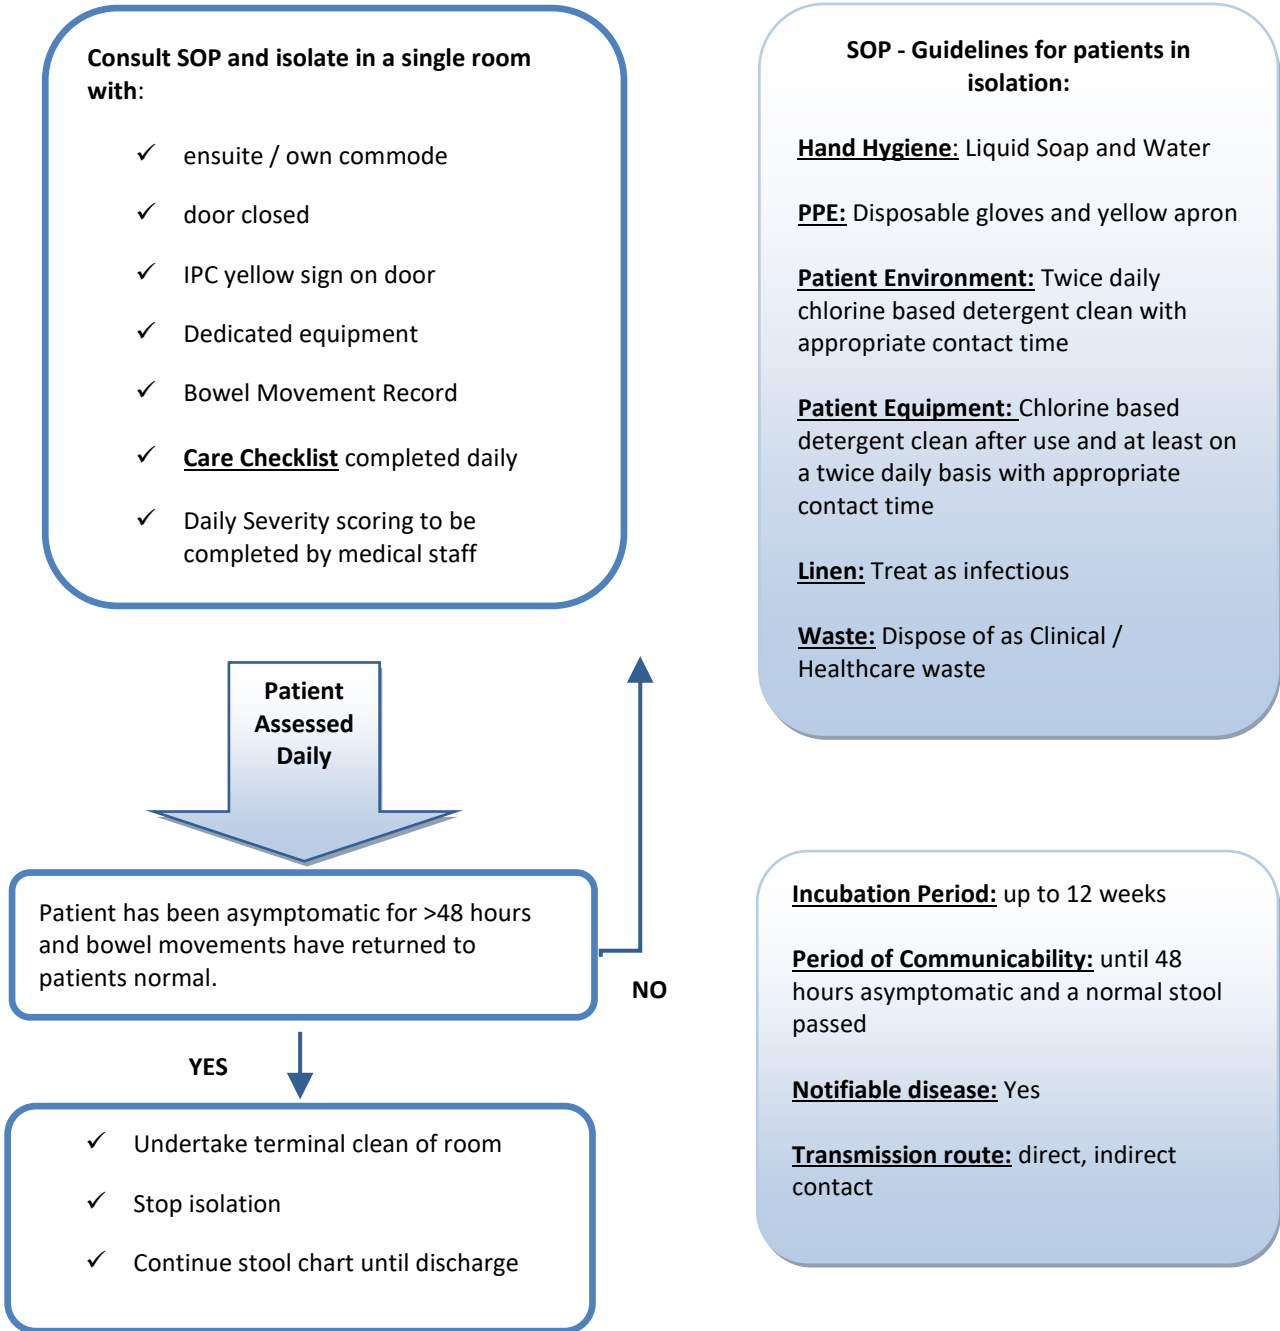 Consult SOP and isolate in a single room
with:
✓ ensuite / own commode
✓ door closed
✓ IPC yellow sign on door
✓ Dedicated equipment
✓ Bowel Movement Record
✓ Care Checklist completed daily
✓ Daily Severity scoring to be
completed by medical staff
Patient
Assessed
Daily
Patient has been asymptomatic for >48 hours
and bowel movements have returned to
patients normal.
NO
YES
✓ Undertake terminal clean of room
✓ Stop isolation
✓ Continue stool chart until discharge
SOP - Guidelines for patients in
isolation:
Hand Hygiene: Liquid Soap and Water
PPE: Disposable gloves and yellow apron
Patient Environment: Twice daily
chlorine based detergent clean with
appropriate contact time
Patient Equipment: Chlorine based
detergent clean after use and at least on
a twice daily basis with appropriate
contact time
Linen: Treat as infectious
Waste: Dispose of as Clinical /
Healthcare waste
Incubation Period: up to 12 weeks
Period of Communicability: until 48
hours asymptomatic and a normal stool
passed
Notifiable disease: Yes
Transmission route: direct, indirect
contact